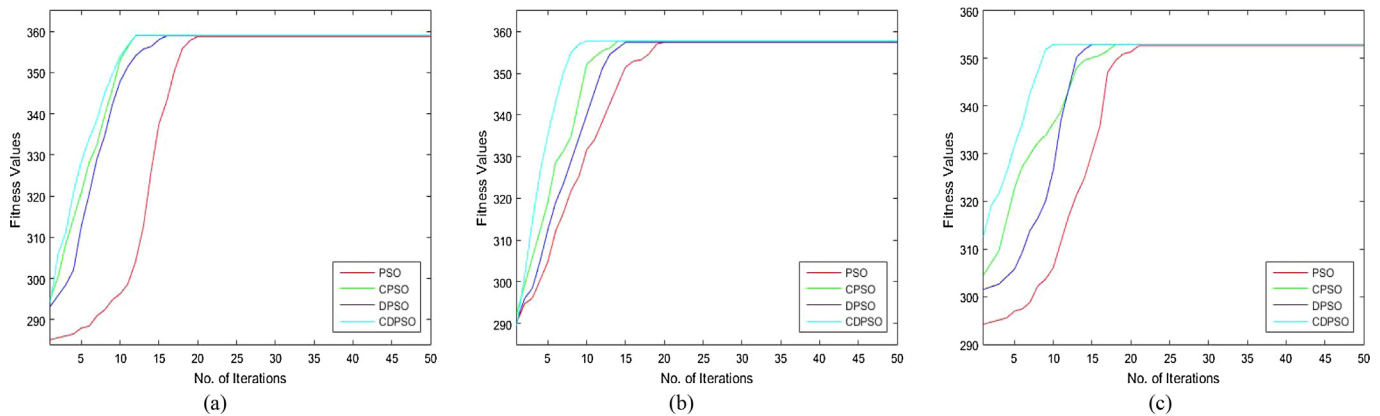 360
350
340
330
320
310
300
290
Fitness Values
5 10 15 20 25 30 35 40 45 50
No. of Iterations
PSO
CPSO
DPSO
CDPSO
(a)
360
350
340
330
320
310
300
290
Fitness Values
5 10 15 20 25 30 35 40 45 50
No. of Iterations
PSO
CPSO
DPSO
CDPSO
(b)
360
350
340
330
320
310
300
290
Fitness Values
5 10 15 20 25 30 35 40 45 50
No. of Iterations
PSO
CPSO
DPSO
CDPSO
(c)